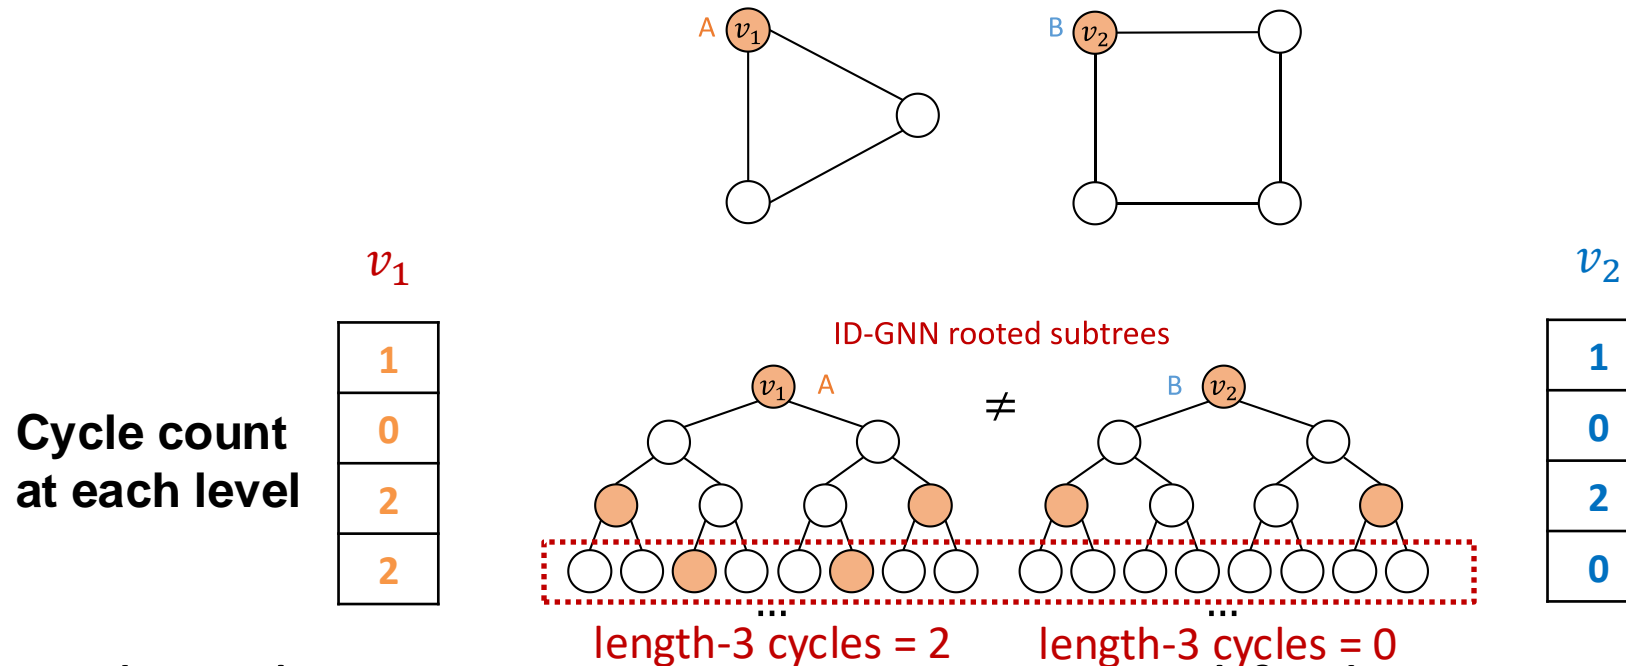 A v₁
B v₂
v₁
v₂
ID-GNN rooted subtrees
v₁ A
≠
B v₂
Cycle count
at each level
1
0
2
2
1
0
2
0
...
...
length-3 cycles = 2
length-3 cycles = 0